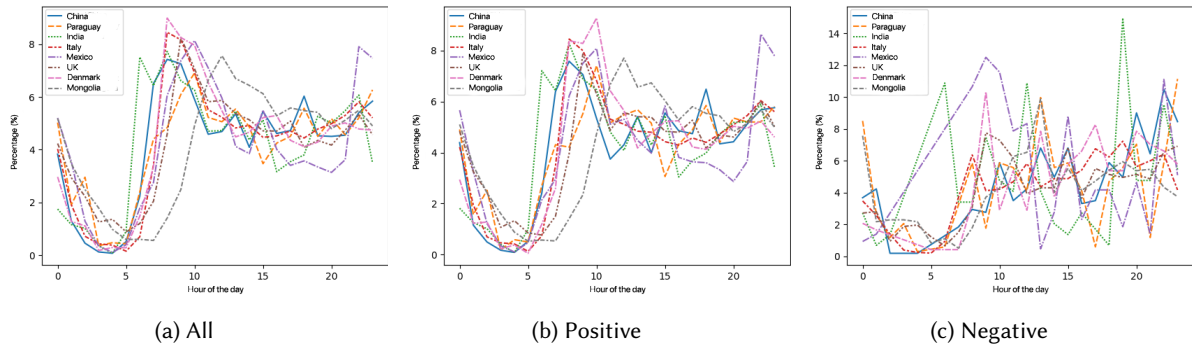 China
Paraguay
India
Italy
Mexico
UK
Denmark
Mongolia
Percentage (%)
8
6
4
2
0
0 5 10 15 20
Hour of the day
(a) All
China
Paraguay
India
Italy
Mexico
UK
Denmark
Mongolia
Percentage (%)
8
6
4
2
0
0 5 10 15 20
Hour of the day
(b) Positive
China
Paraguay
India
Italy
Mexico
UK
Denmark
Mongolia
Percentage (%)
14
12
10
8
6
4
2
0
0 5 10 15 20
Hour of the day
(c) Negative